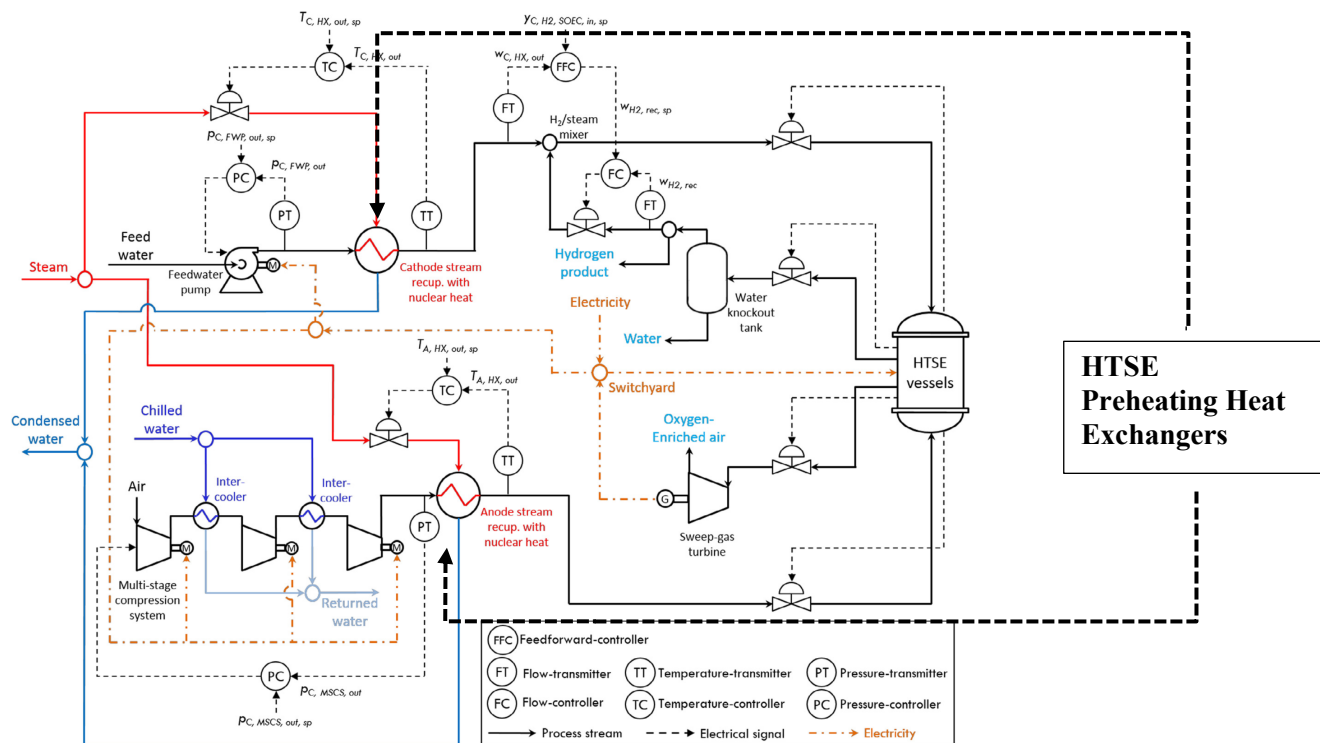 T_C, HX, out, sp
T_C, HX, out
TC
y_C, H2, SOEC, in, sp
w_C, HX, out
FFC
FT
w_H2, rec, sp
H₂/steam
mixer
p_C, FWP, out, sp
p_C, FWP, out
PC
PT
TT
FC
w_H2, rec
FT
Feed
water
Feedwater
pump
M
Steam
Cathode stream
recup. with
nuclear heat
Hydrogen
product
Water
knockout
tank
Electricity
Water
HTSE
vessels
HTSE
Preheating Heat
Exchangers
T_A, HX, out, sp
T_A, HX, out
TC
Switchyard
Condensed
water
Chilled
water
Oxygen-
Enriched air
TT
Air
Inter-
cooler
Inter-
cooler
M
M
M
PT
Anode stream
recup. with
nuclear heat
G
Sweep-gas
turbine
Multi-stage
compression
system
Returned
water
PC
p_C, MSCS, out
p_C, MSCS, out, sp
FFC Feedforward-controller
FT Flow-transmitter TT Temperature-transmitter PT Pressure-transmitter
FC Flow-controller TC Temperature-controller PC Pressure-controller
Process stream Electrical signal Electricity